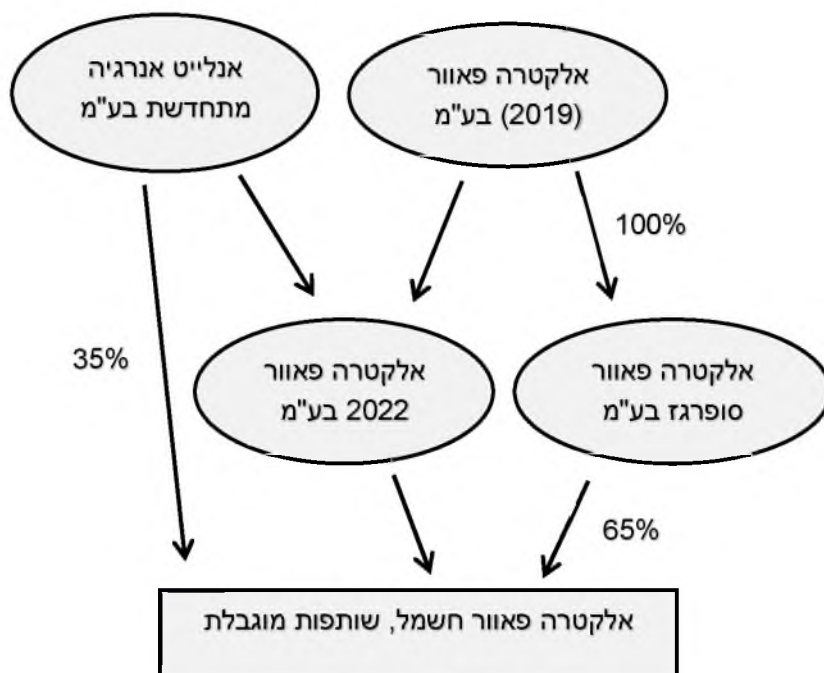 אנלייט אנרגיה
מתחדשת בע"מ
אלקטרה פאוור
(2019) בע"מ
100%
35%
אלקטרה פאוור
2022 בע"מ
אלקטרה פאוור
סופרגז בע"מ
65%
אלקטרה פאוור חשמל, שותפות מוגבלת